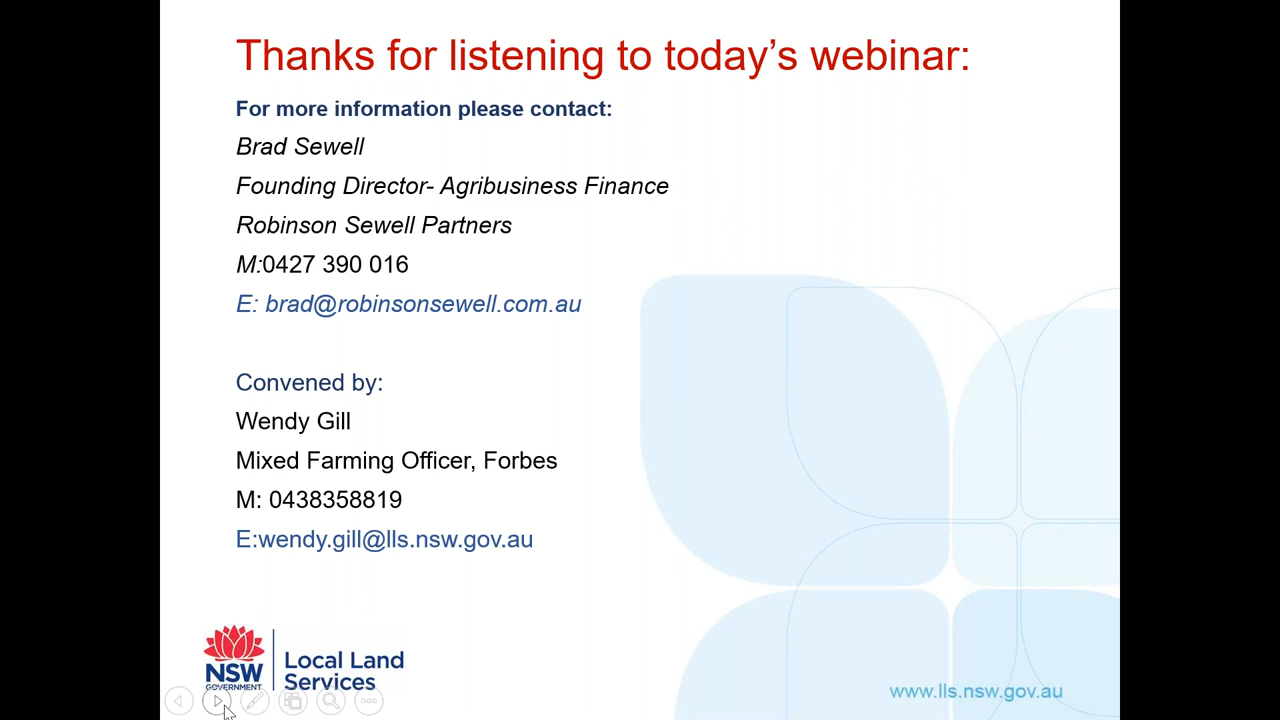 Thanks for listening to today’s webinar:
For more information please contact:
Brad Sewell
Founding Director- Agribusiness Finance
Robinson Sewell Partners
M:0427 390 016
E: brad@robinsonsewell.com.au
Convened by:
Wendy Gill
Mixed Farming Officer, Forbes
M: 0438358819
E:wendy.gill@lls.nsw.gov.au
NSW
GOVERNMENT
Local Land
Services
www.lls.nsw.gov.au